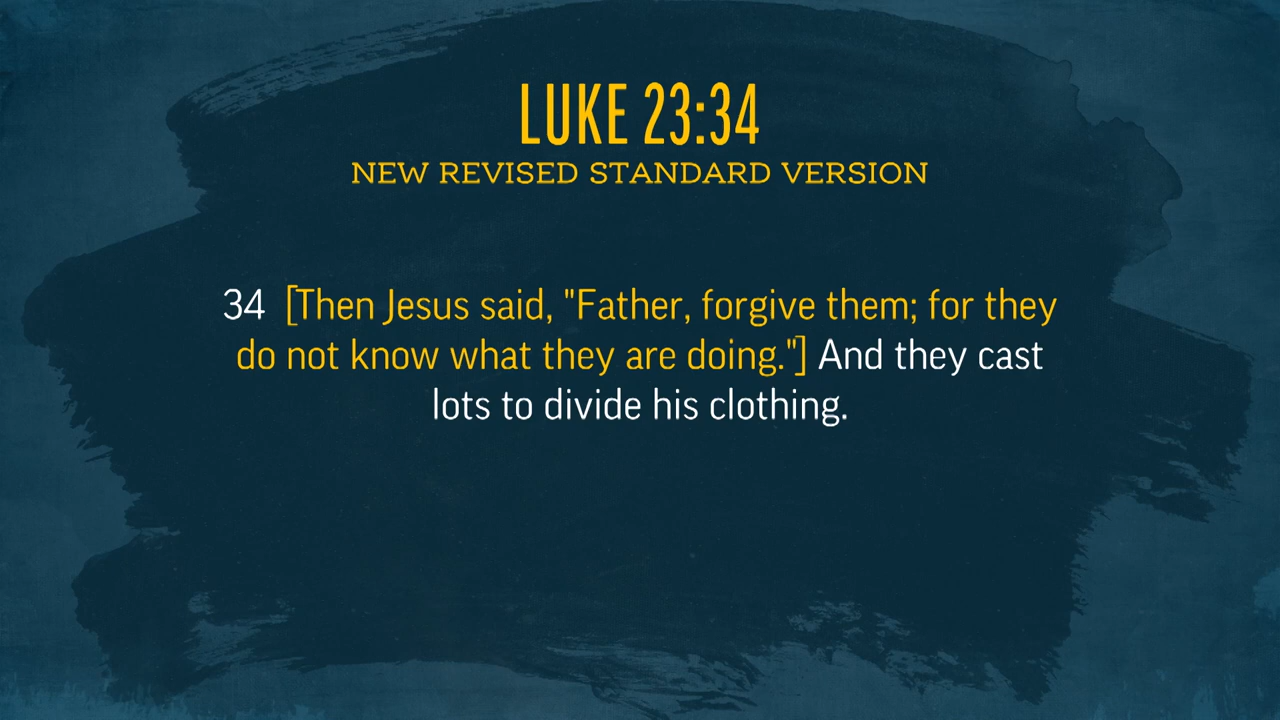 LUKE 23:34
NEW REVISED STANDARD VERSION
34 [Then Jesus said, "Father, forgive them; for they
do not know what they are doing."] And they cast
lots to divide his clothing.